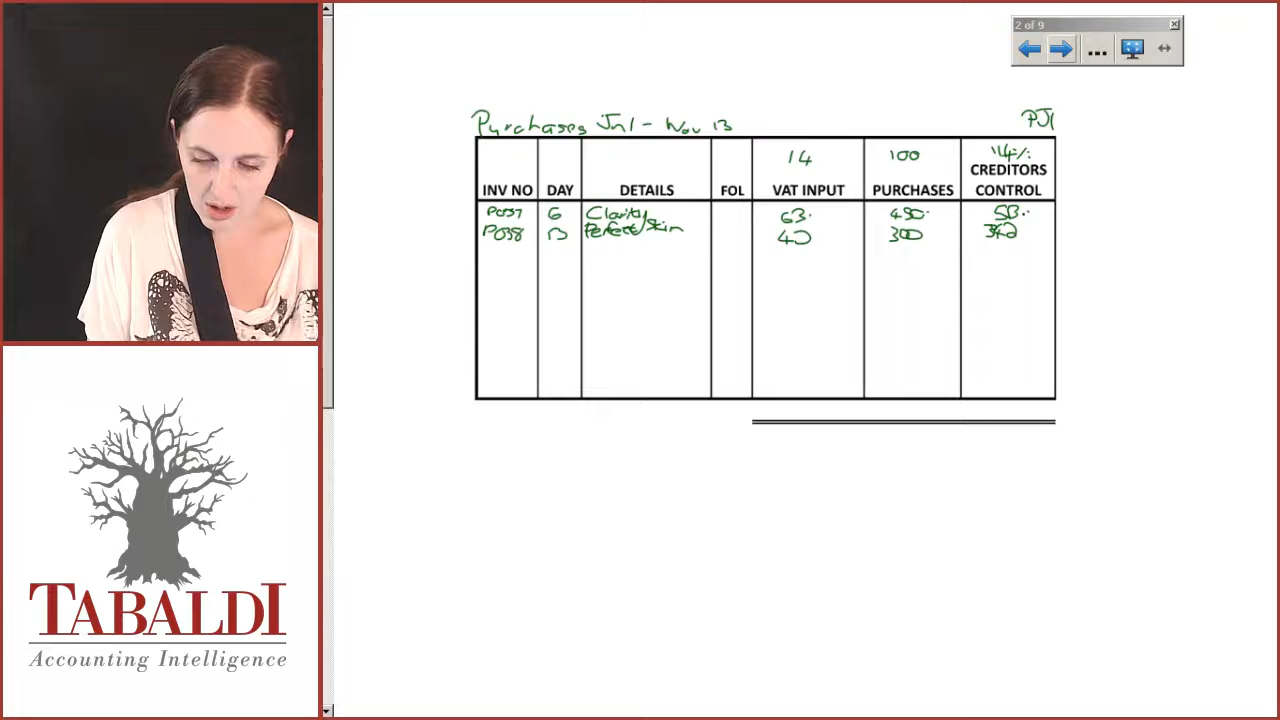 2 of 9
Purchases Jnl - Nov 13 PJ1
14 100 114%
INV NO DAY DETAILS FOL VAT INPUT PURCHASES CREDITORS CONTROL
P037 6 Clarity 63. 450. 513.
P038 13 Perfect Skin 42 300 342
TABALDI
Accounting Intelligence